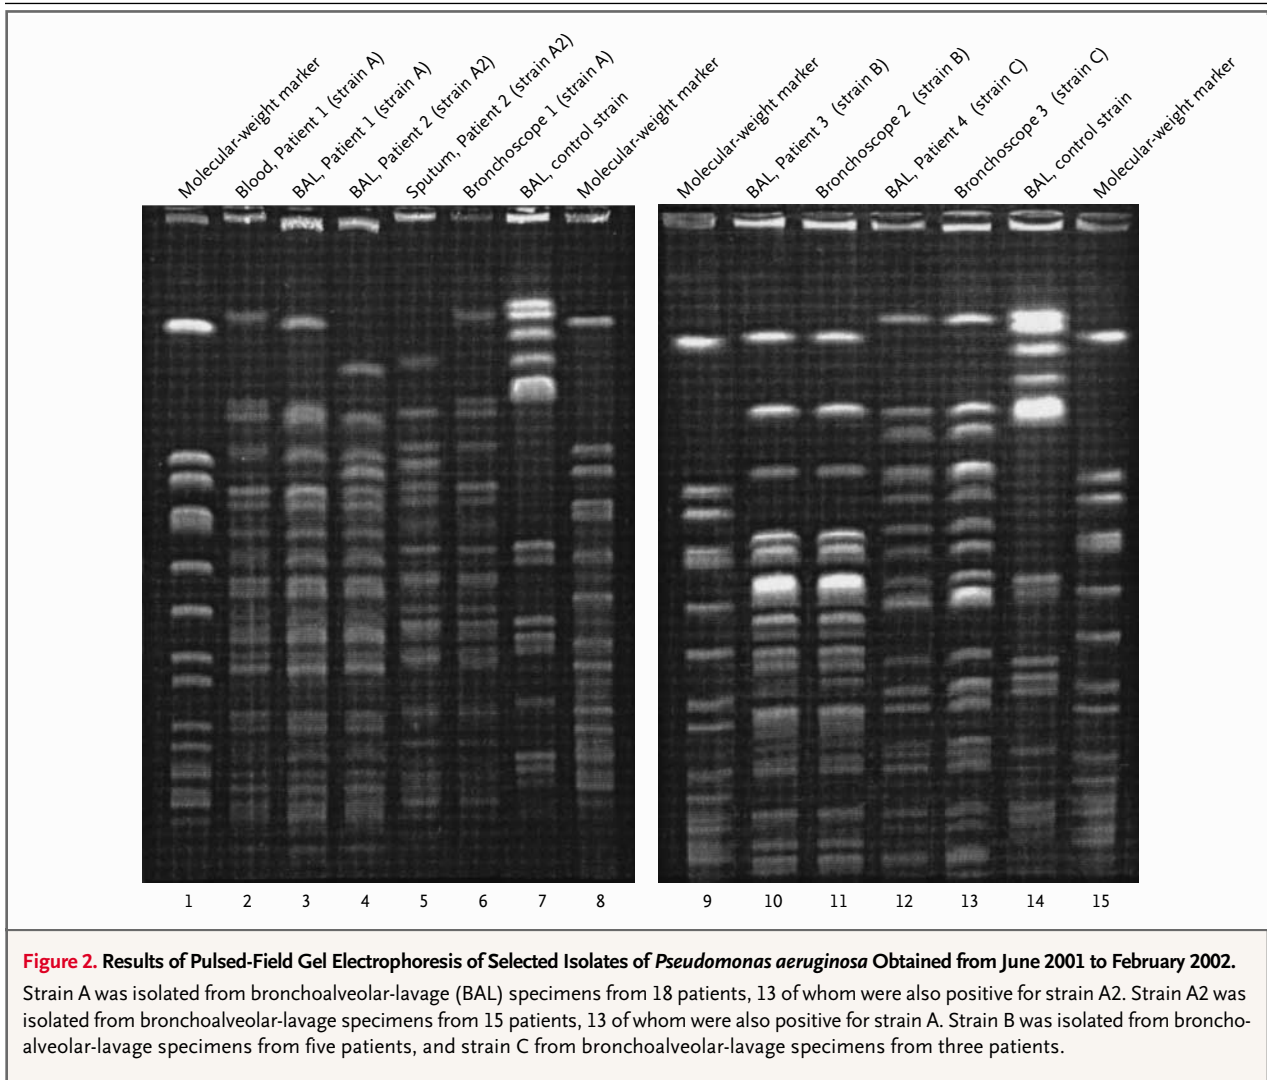 Molecular-weight marker
Blood, Patient 1 (strain A)
BAL, Patient 1 (strain A)
BAL, Patient 2 (strain A2)
Sputum, Patient 2 (strain A2)
Bronchoscope 1 (strain A)
BAL, control strain
Molecular-weight marker
Molecular-weight marker
BAL, Patient 3 (strain B)
Bronchoscope 2 (strain B)
BAL, Patient 4 (strain C)
Bronchoscope 3 (strain C)
BAL, control strain
Molecular-weight marker
1 2 3 4 5 6 7 8 9 10 11 12 13 14 15
Figure 2. Results of Pulsed-Field Gel Electrophoresis of Selected Isolates of Pseudomonas aeruginosa Obtained from June 2001 to February 2002.
Strain A was isolated from bronchoalveolar-lavage (BAL) specimens from 18 patients, 13 of whom were also positive for strain A2. Strain A2 was
isolated from bronchoalveolar-lavage specimens from 15 patients, 13 of whom were also positive for strain A. Strain B was isolated from broncho-
alveolar-lavage specimens from five patients, and strain C from bronchoalveolar-lavage specimens from three patients.